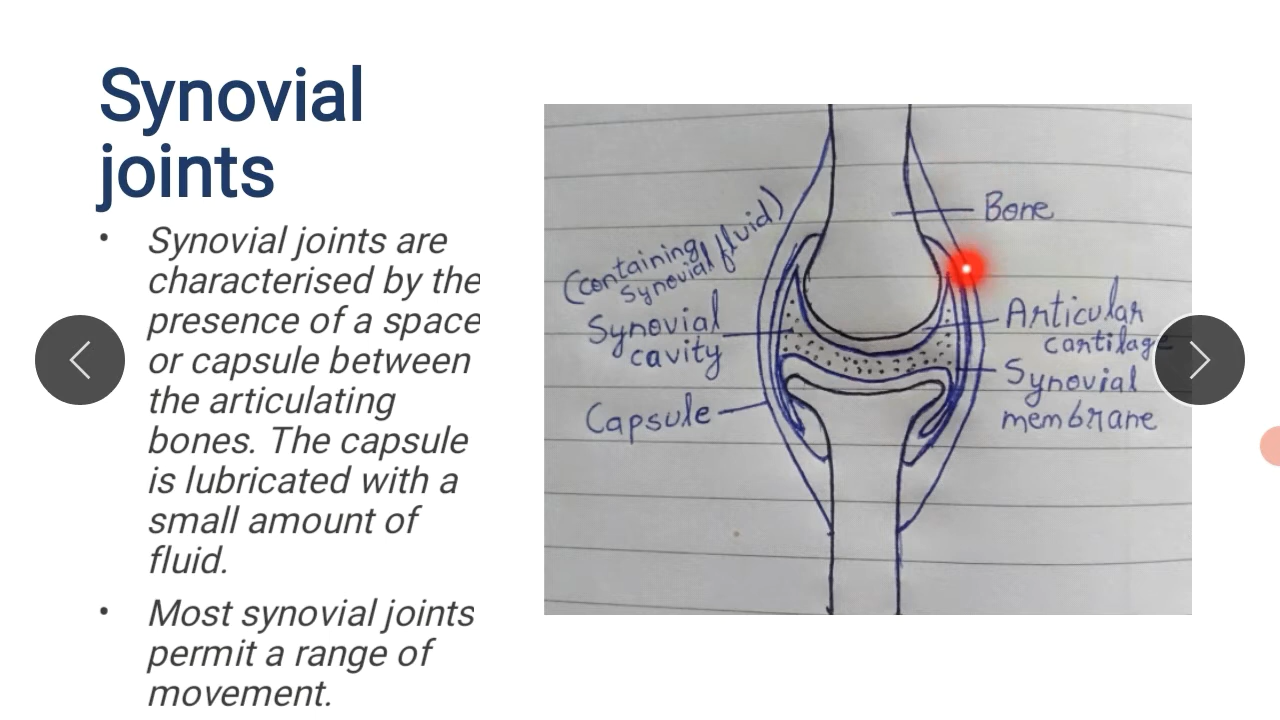 Synovial
joints
• Synovial joints are
characterised by the
presence of a space
or capsule between
the articulating
bones. The capsule
is lubricated with a
small amount of
fluid.
• Most synovial joints
permit a range of
movement.
Bone
(containing
synovial fluid)
Synovial
cavity
Capsule
Articular
cartilage
Synovial
membrane